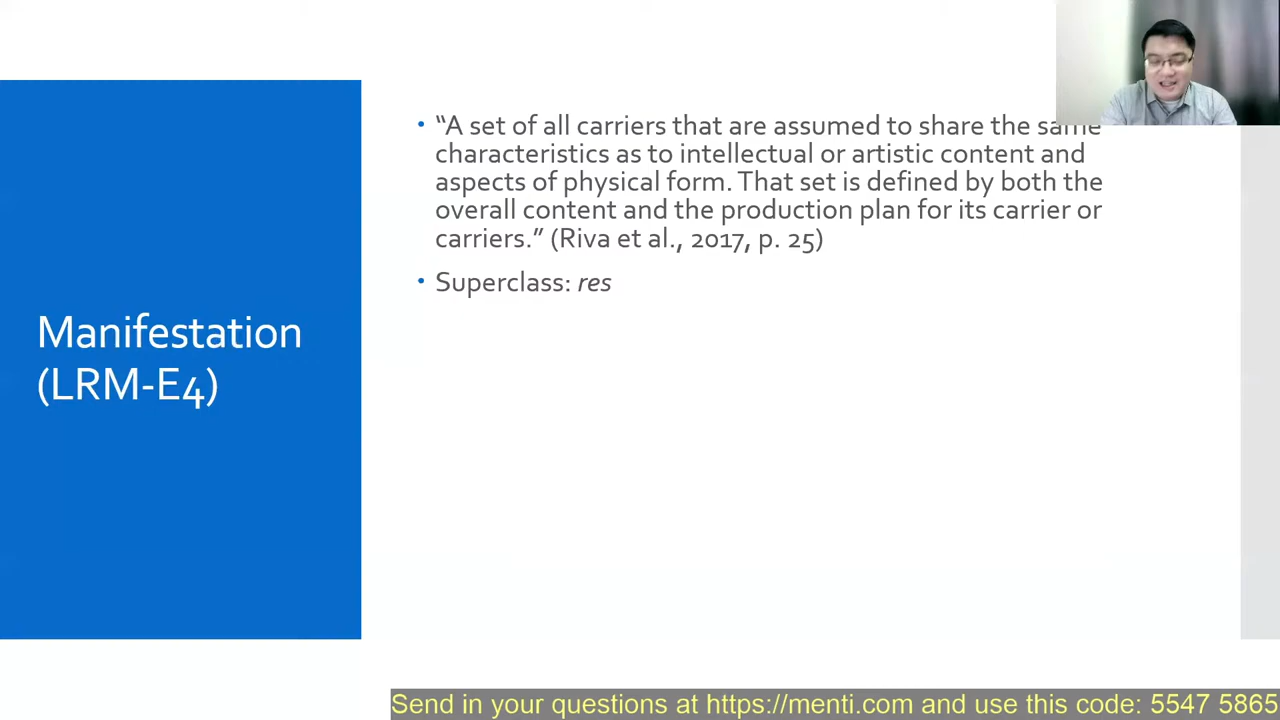 Manifestation
(LRM-E4)
• “A set of all carriers that are assumed to share the same
characteristics as to intellectual or artistic content and
aspects of physical form. That set is defined by both the
overall content and the production plan for its carrier or
carriers.” (Riva et al., 2017, p. 25)
• Superclass: res
Send in your questions at https://menti.com and use this code: 5547 5865